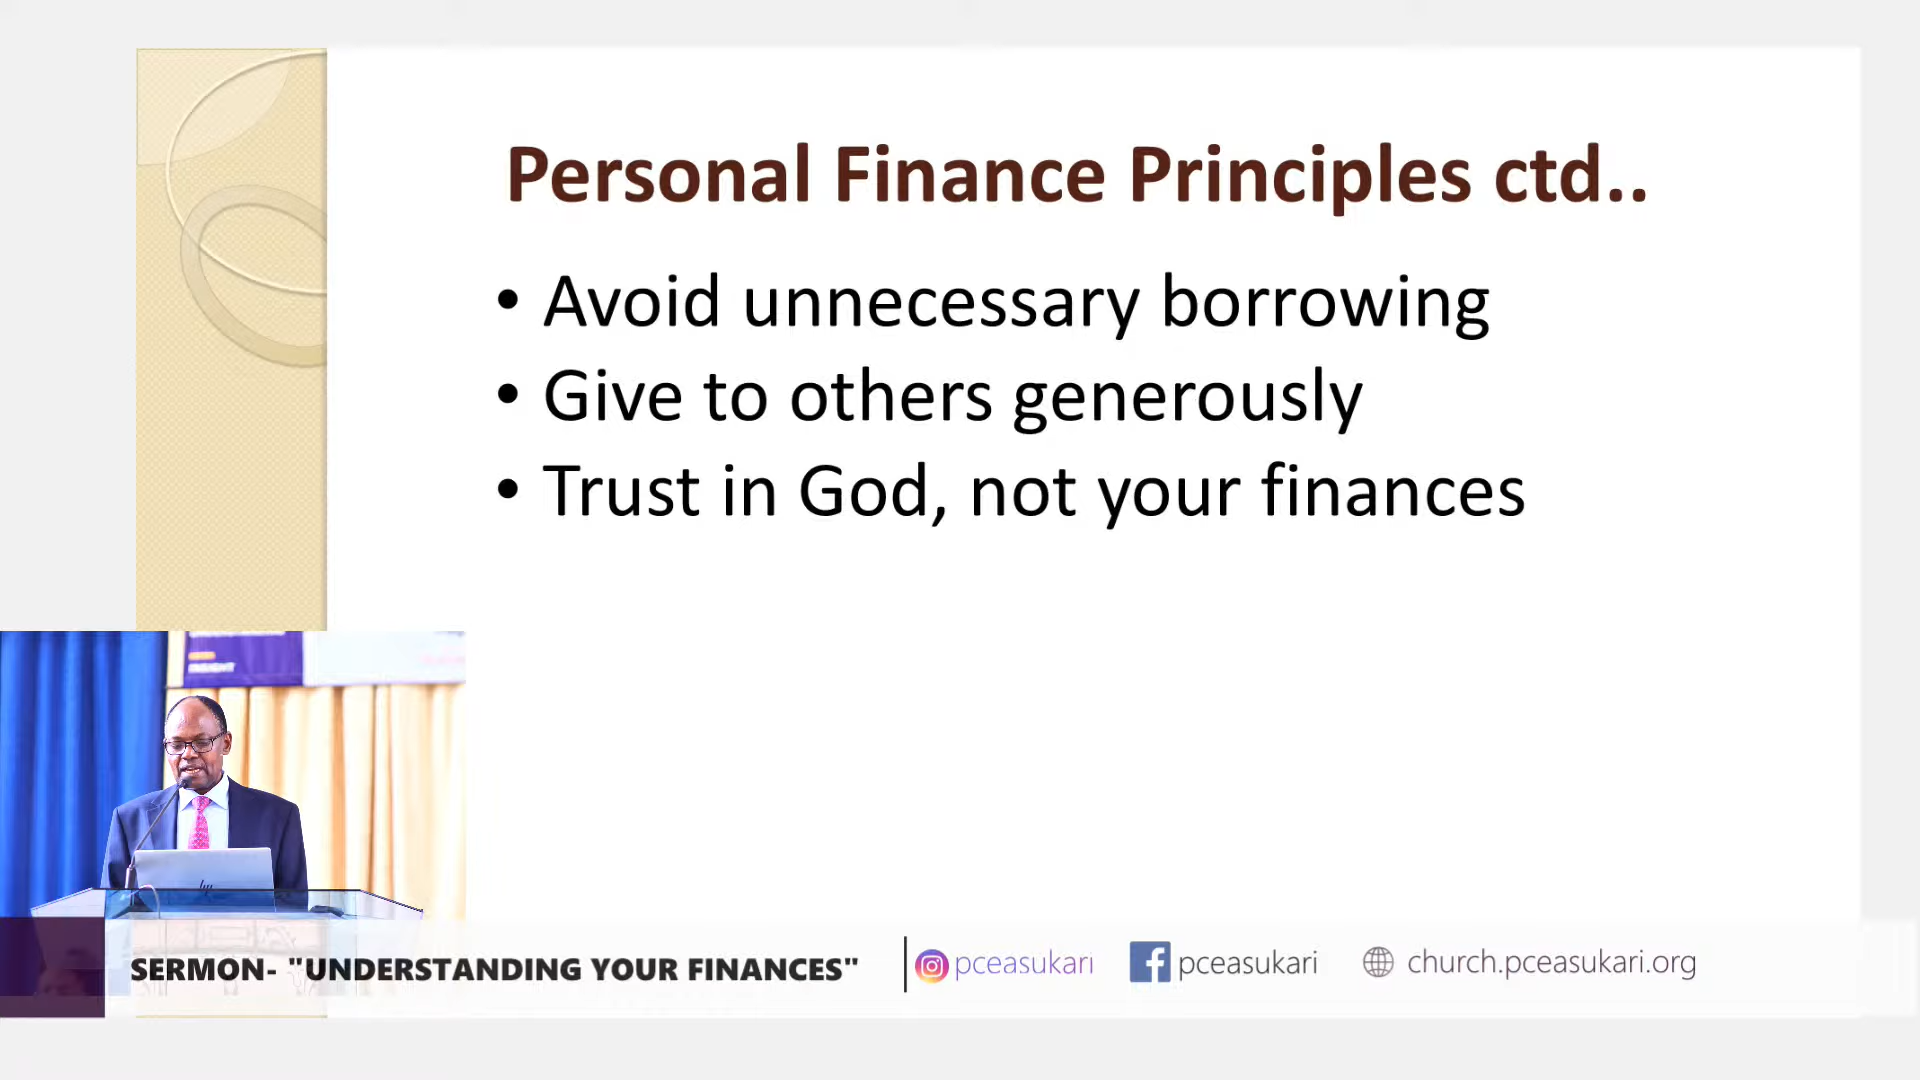 Personal Finance Principles ctd..
• Avoid unnecessary borrowing
• Give to others generously
• Trust in God, not your finances
hp
SERMON- "UNDERSTANDING YOUR FINANCES"
pceasukari
pceasukari
church.pceasukari.org